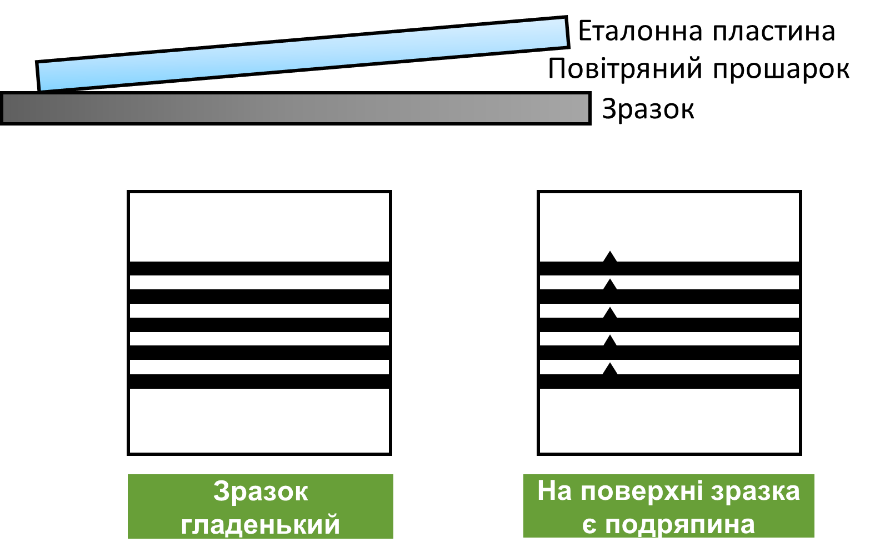 Еталонна пластина
Повітряний прошарок
Зразок
Зразок
гладенький
На поверхні зразка
є подряпина